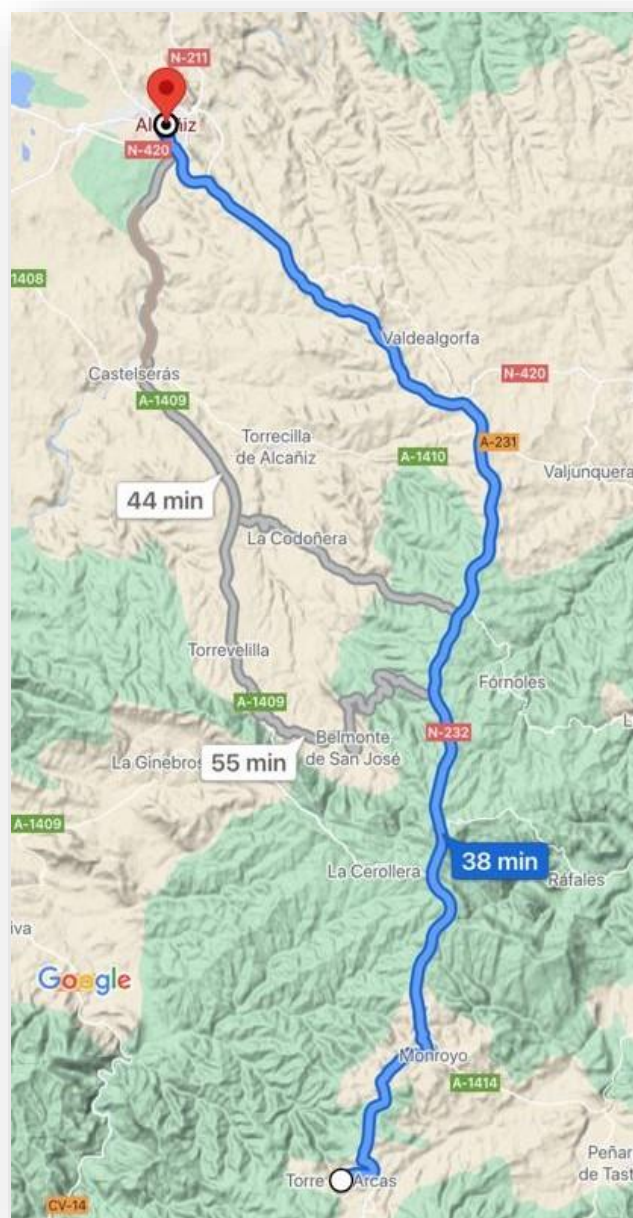 N-211
Alcañiz
N-420
1408
Valdealgorfa
Castelserás
N-420
A-1409
Torrecilla
de Alcañiz
A-231
A-1410
Valjunquera
44 min
La Codoñera
Torrevelilla
Fórnoles
A-1409
N-232
Belmonte
de San José
La Ginebros
55 min
A-1409
38 min
La Cerollera
Ráfales
iva
Google
Monroyo
A-1414
Torre Arcas
Peñar
de Tast
CV-14